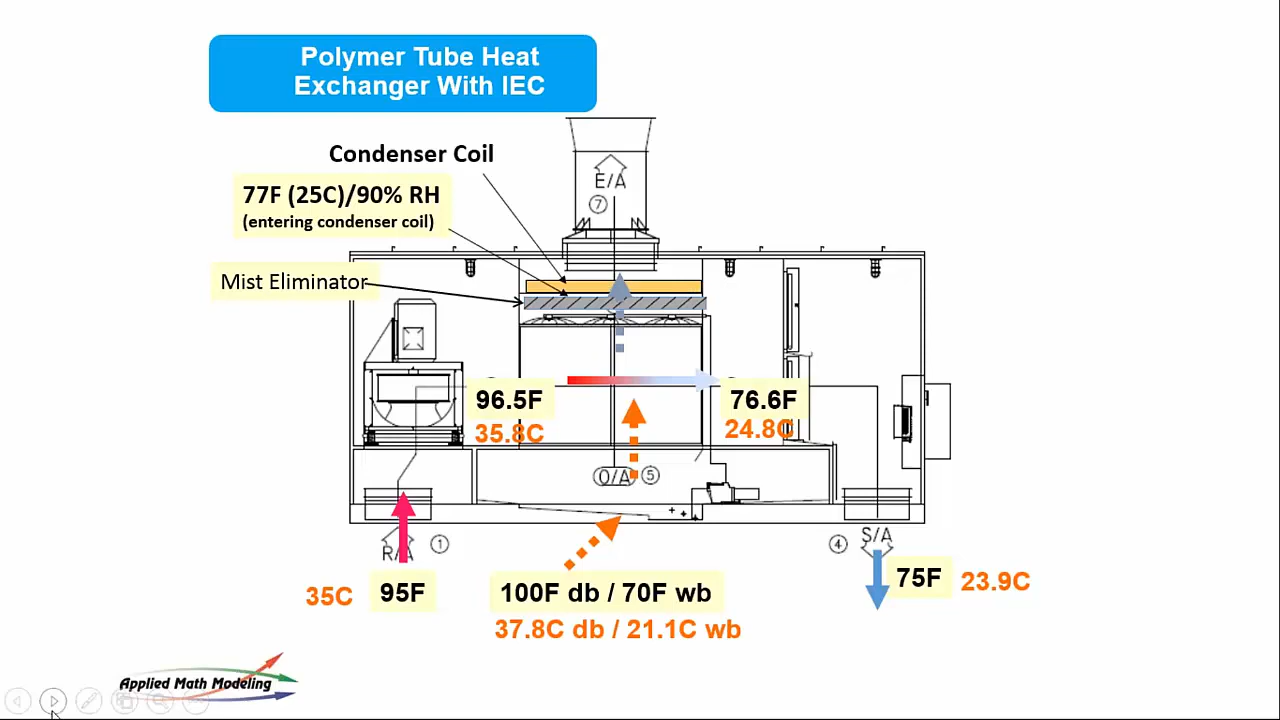 Polymer Tube Heat
Exchanger With IEC
Condenser Coil
77F (25C)/90% RH
(entering condenser coil)
Mist Eliminator
E/A
7
96.5F
35.8C
76.6F
24.8C
O/A 5
R/A 1
4 S/A
35C 95F
100F db / 70F wb
37.8C db / 21.1C wb
75F 23.9C
Applied Math Modeling